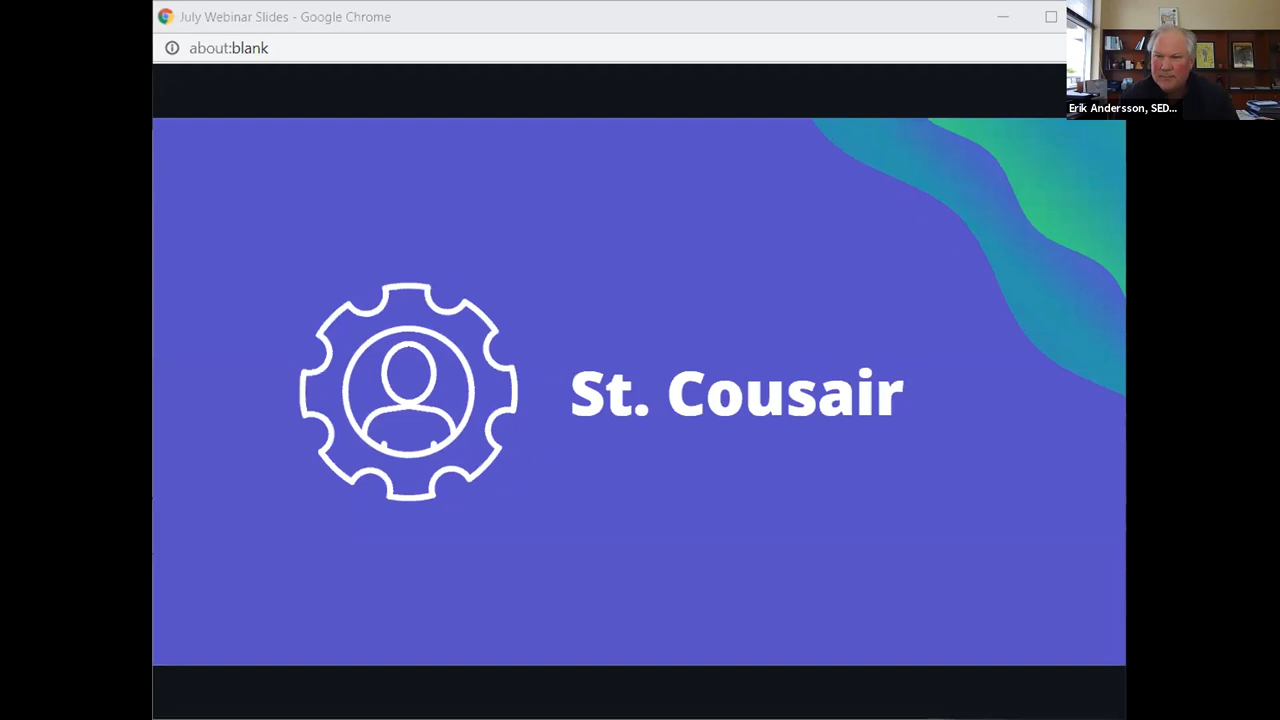 July Webinar Slides - Google Chrome
about:blank
Erik Andersson, SED...
St. Cousair